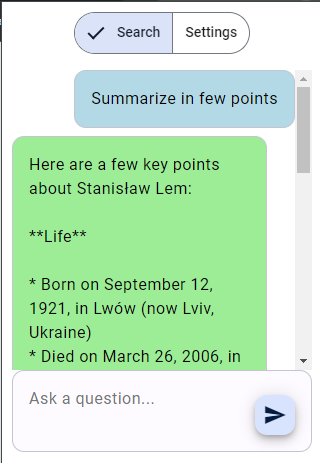 Search Settings
Summarize in few points
Here are a few key points
about Stanisław Lem:
**Life**
* Born on September 12,
1921, in Lwów (now Lviv,
Ukraine)
* Died on March 26, 2006, in
Ask a question...